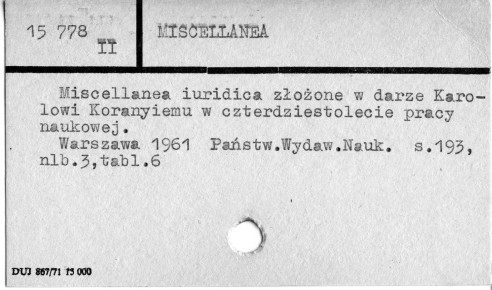 15 778
II
MISCELLANEA
Miscellanea iuridica złożone w darze Karo-
lowi Koranyiemu w czterdziestolecie pracy
naukowej.
Warszawa 1961 Państw.Wydaw.Nauk. s.193,
nlb.3,tabl.6
DUJ 867/71 15 000